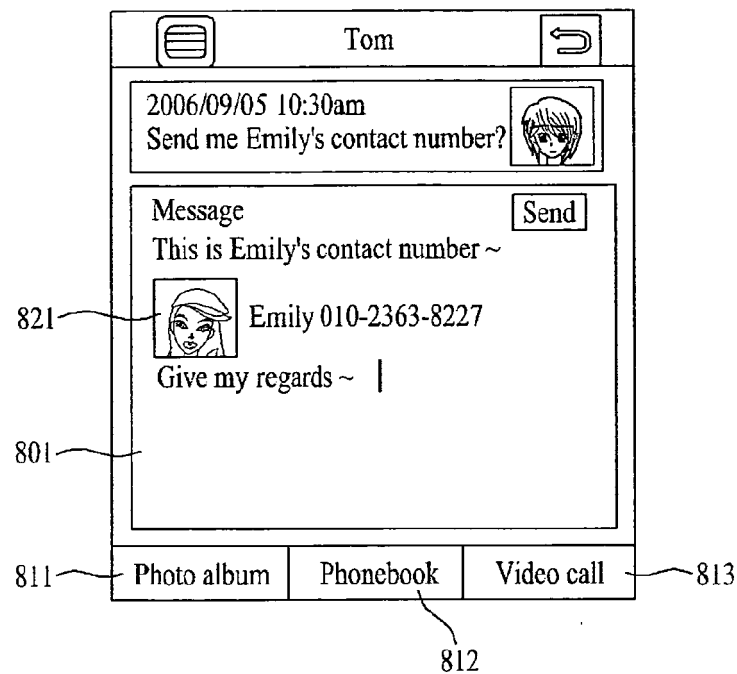 Tom
2006/09/05 10:30am
Send me Emily's contact number?
Message Send
This is Emily's contact number ~
821 Emily 010-2363-8227
Give my regards ~
801
811 Photo album Phonebook Video call 813
812